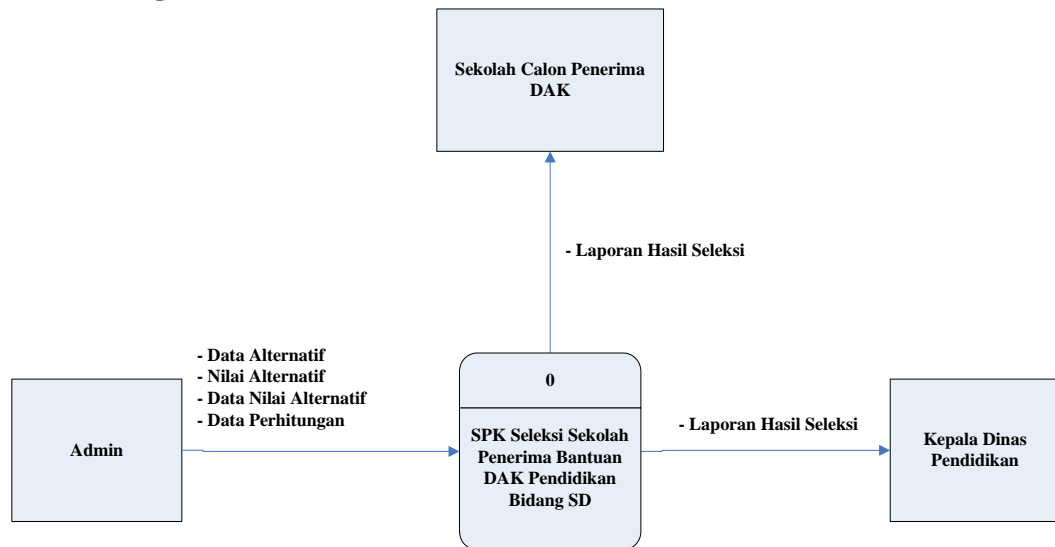 Sekolah Calon Penerima
DAK
- Laporan Hasil Seleksi
- Data Alternatif
- Nilai Alternatif
- Data Nilai Alternatif
- Data Perhitungan
Admin
0
SPK Seleksi Sekolah
Penerima Bantuan
DAK Pendidikan
Bidang SD
- Laporan Hasil Seleksi
Kepala Dinas
Pendidikan